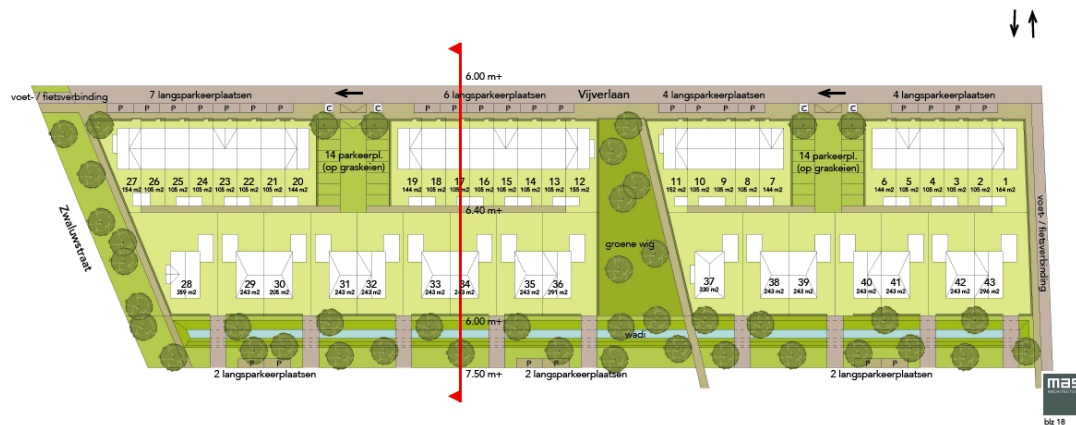 6.00 m+
voet- / fietsverbinding
7 langsparkeerplaatsen
6 langsparkeerplaatsen
Vijverlaan
4 langsparkeerplaatsen
4 langsparkeerplaatsen
P P P P P P P
C C
P P P P P P
P P P P
C C
P P P P
14 parkeerpl.
(op graskeien)
14 parkeerpl.
(op graskeien)
27 26 25 24 23 22 21 20
154 m2 105 m2 105 m2 105 m2 105 m2 105 m2 105 m2 144 m2
19 18 17 16 15 14 13 12
144 m2 105 m2 105 m2 105 m2 105 m2 105 m2 105 m2 155 m2
11 10 9 8 7
152 m2 105 m2 105 m2 105 m2 144 m2
6 5 4 3 2 1
144 m2 105 m2 105 m2 105 m2 105 m2 164 m2
6.40 m+
Zwaluwstraat
groene wig
voet- / fietsverbinding
28
359 m2
29 30
243 m2 205 m2
31 32
243 m2 243 m2
33 34
243 m2 243 m2
35 36
243 m2 291 m2
37
330 m2
38 39
243 m2 243 m2
40 41
243 m2 243 m2
42 43
243 m2 296 m2
6.00 m+
wadi
P P
P P
P P
2 langsparkeerplaatsen
7.50 m+
2 langsparkeerplaatsen
2 langsparkeerplaatsen
mas
blz 18